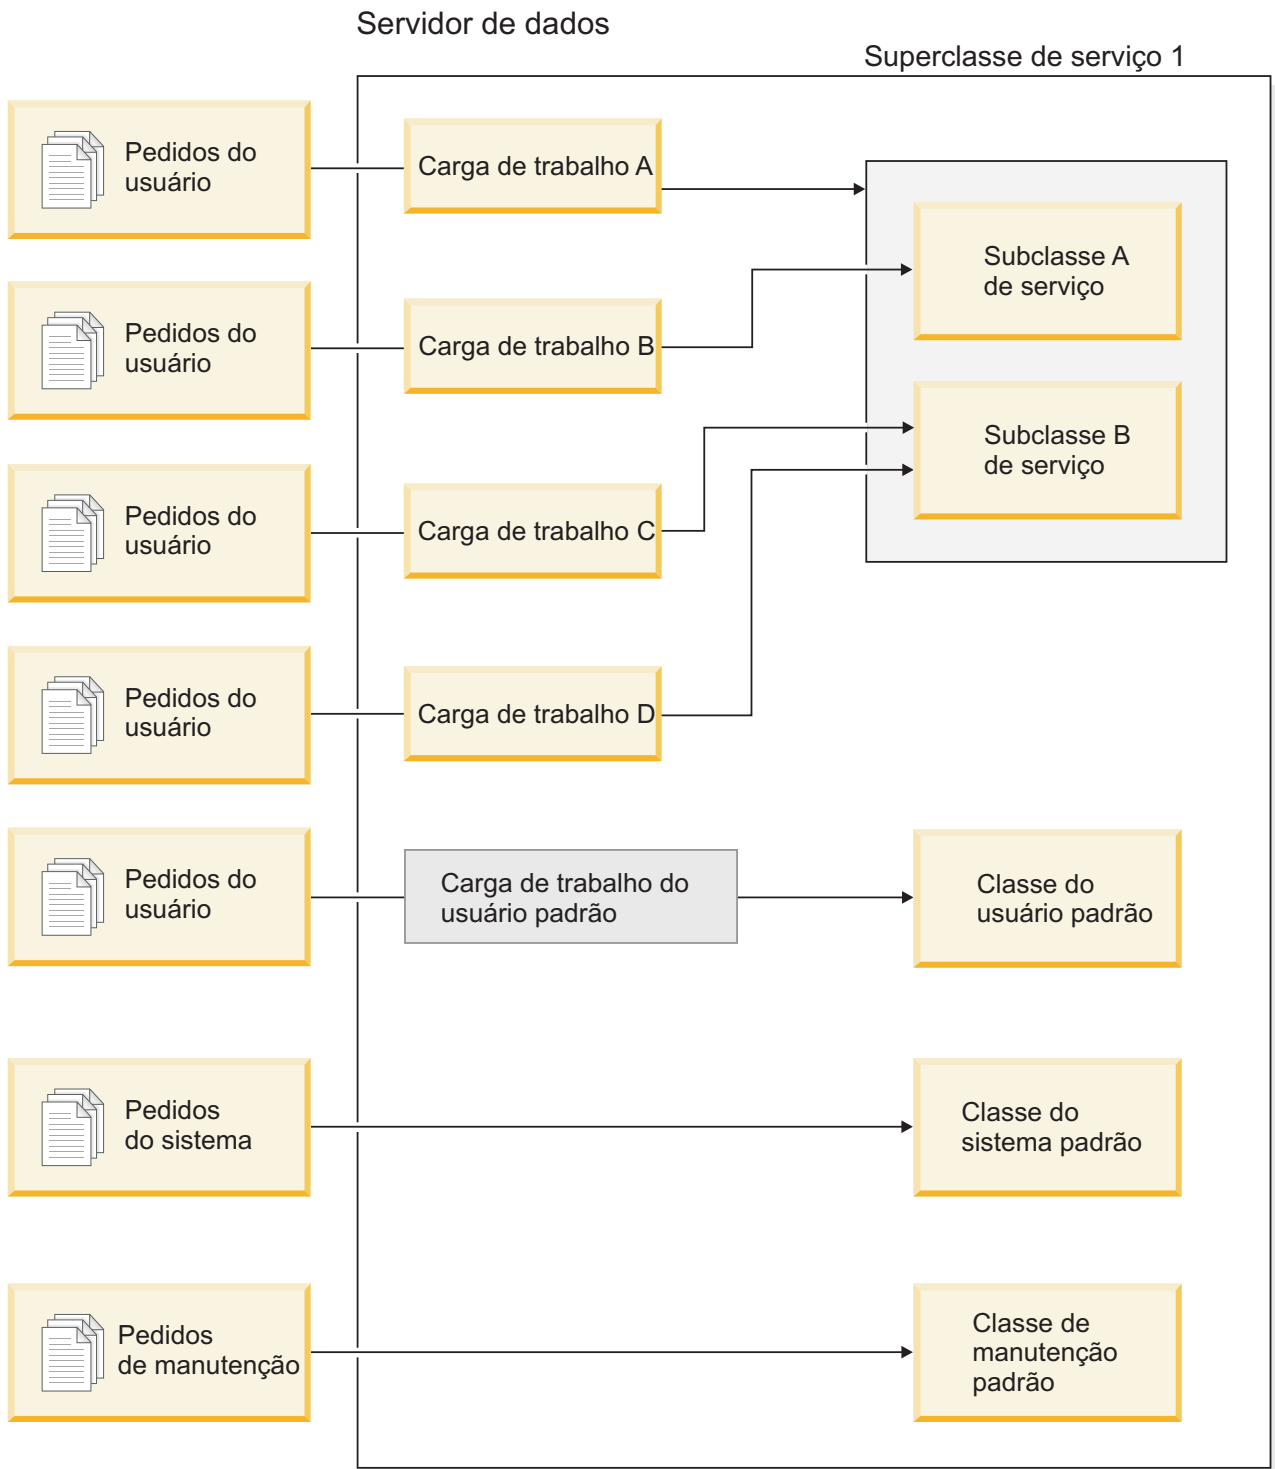 Servidor de dados
Superclasse de serviço 1
Pedidos do
usuário
Carga de trabalho A
Subclasse A
de serviço
Pedidos do
usuário
Carga de trabalho B
Subclasse B
de serviço
Pedidos do
usuário
Carga de trabalho C
Pedidos do
usuário
Carga de trabalho D
Pedidos do
usuário
Carga de trabalho do
usuário padrão
Classe do
usuário padrão
Pedidos
do sistema
Classe do
sistema padrão
Pedidos
de manutenção
Classe de
manutenção
padrão